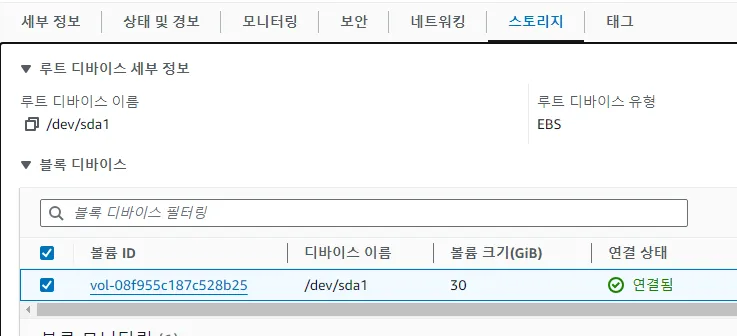 세부 정보 상태 및 경보 모니터링 보안 네트워킹 스토리지 태그
루트 디바이스 세부 정보
루트 디바이스 이름 루트 디바이스 유형
/dev/sda1 EBS
블록 디바이스
블록 디바이스 필터링
볼륨 ID 디바이스 이름 볼륨 크기(GiB) 연결 상태
vol-08f955c187c528b25 /dev/sda1 30 연결됨